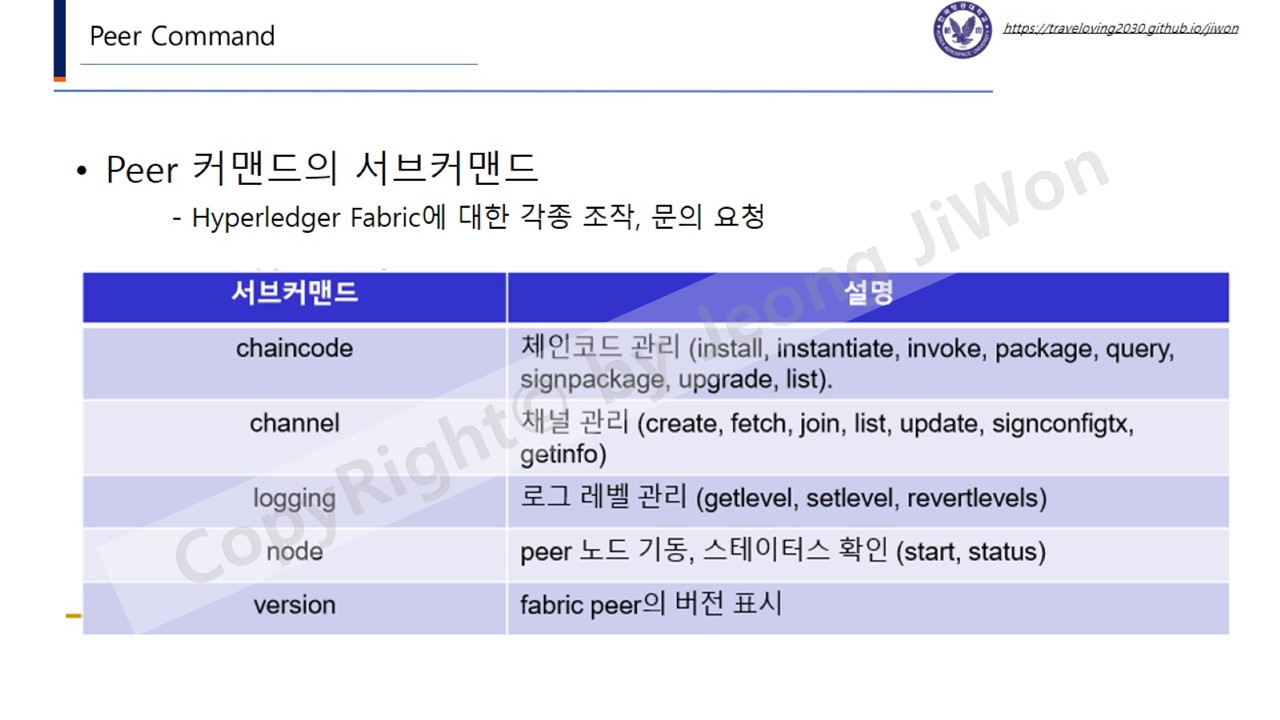 Peer Command
https://traveloving2030.github.io/jiwon
• Peer 커맨드의 서브커맨드
- Hyperledger Fabric에 대한 각종 조작, 문의 요청
서브커맨드 설명
chaincode 체인코드 관리 (install, instantiate, invoke, package, query,
signpackage, upgrade, list).
channel 채널 관리 (create, fetch, join, list, update, signconfigtx,
getinfo)
logging 로그 레벨 관리 (getlevel, setlevel, revertlevels)
node peer 노드 기동, 스테이터스 확인 (start, status)
version fabric peer의 버전 표시
CopyRight© by Jeong JiWon